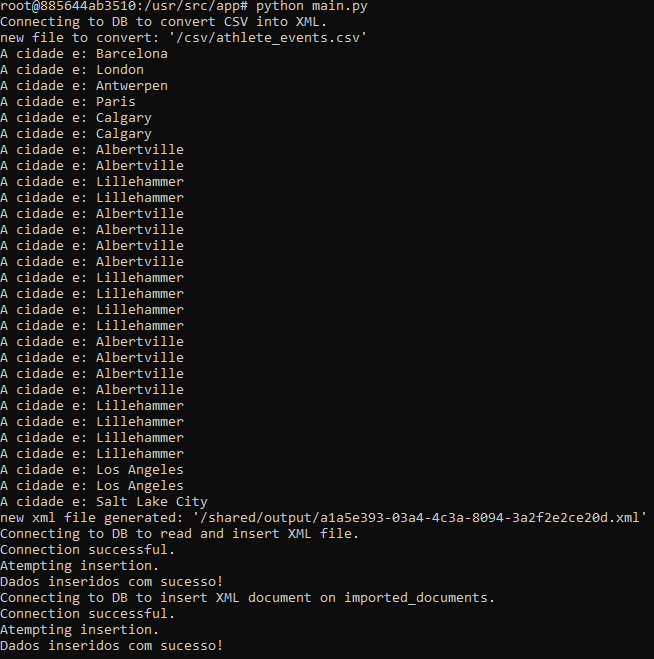 root@885644ab3510:/usr/src/app# python main.py
Connecting to DB to convert CSV into XML.
new file to convert: '/csv/athlete_events.csv'
A cidade e: Barcelona
A cidade e: London
A cidade e: Antwerpen
A cidade e: Paris
A cidade e: Calgary
A cidade e: Calgary
A cidade e: Albertville
A cidade e: Albertville
A cidade e: Lillehammer
A cidade e: Lillehammer
A cidade e: Albertville
A cidade e: Albertville
A cidade e: Albertville
A cidade e: Albertville
A cidade e: Lillehammer
A cidade e: Lillehammer
A cidade e: Lillehammer
A cidade e: Lillehammer
A cidade e: Albertville
A cidade e: Albertville
A cidade e: Albertville
A cidade e: Albertville
A cidade e: Lillehammer
A cidade e: Lillehammer
A cidade e: Lillehammer
A cidade e: Lillehammer
A cidade e: Los Angeles
A cidade e: Los Angeles
A cidade e: Salt Lake City
new xml file generated: '/shared/output/a1a5e393-03a4-4c3a-8094-3a2f2e2ce20d.xml'
Connecting to DB to read and insert XML file.
Connection successful.
Atempting insertion.
Dados inseridos com sucesso!
Connecting to DB to insert XML document on imported_documents.
Connection successful.
Atempting insertion.
Dados inseridos com sucesso!